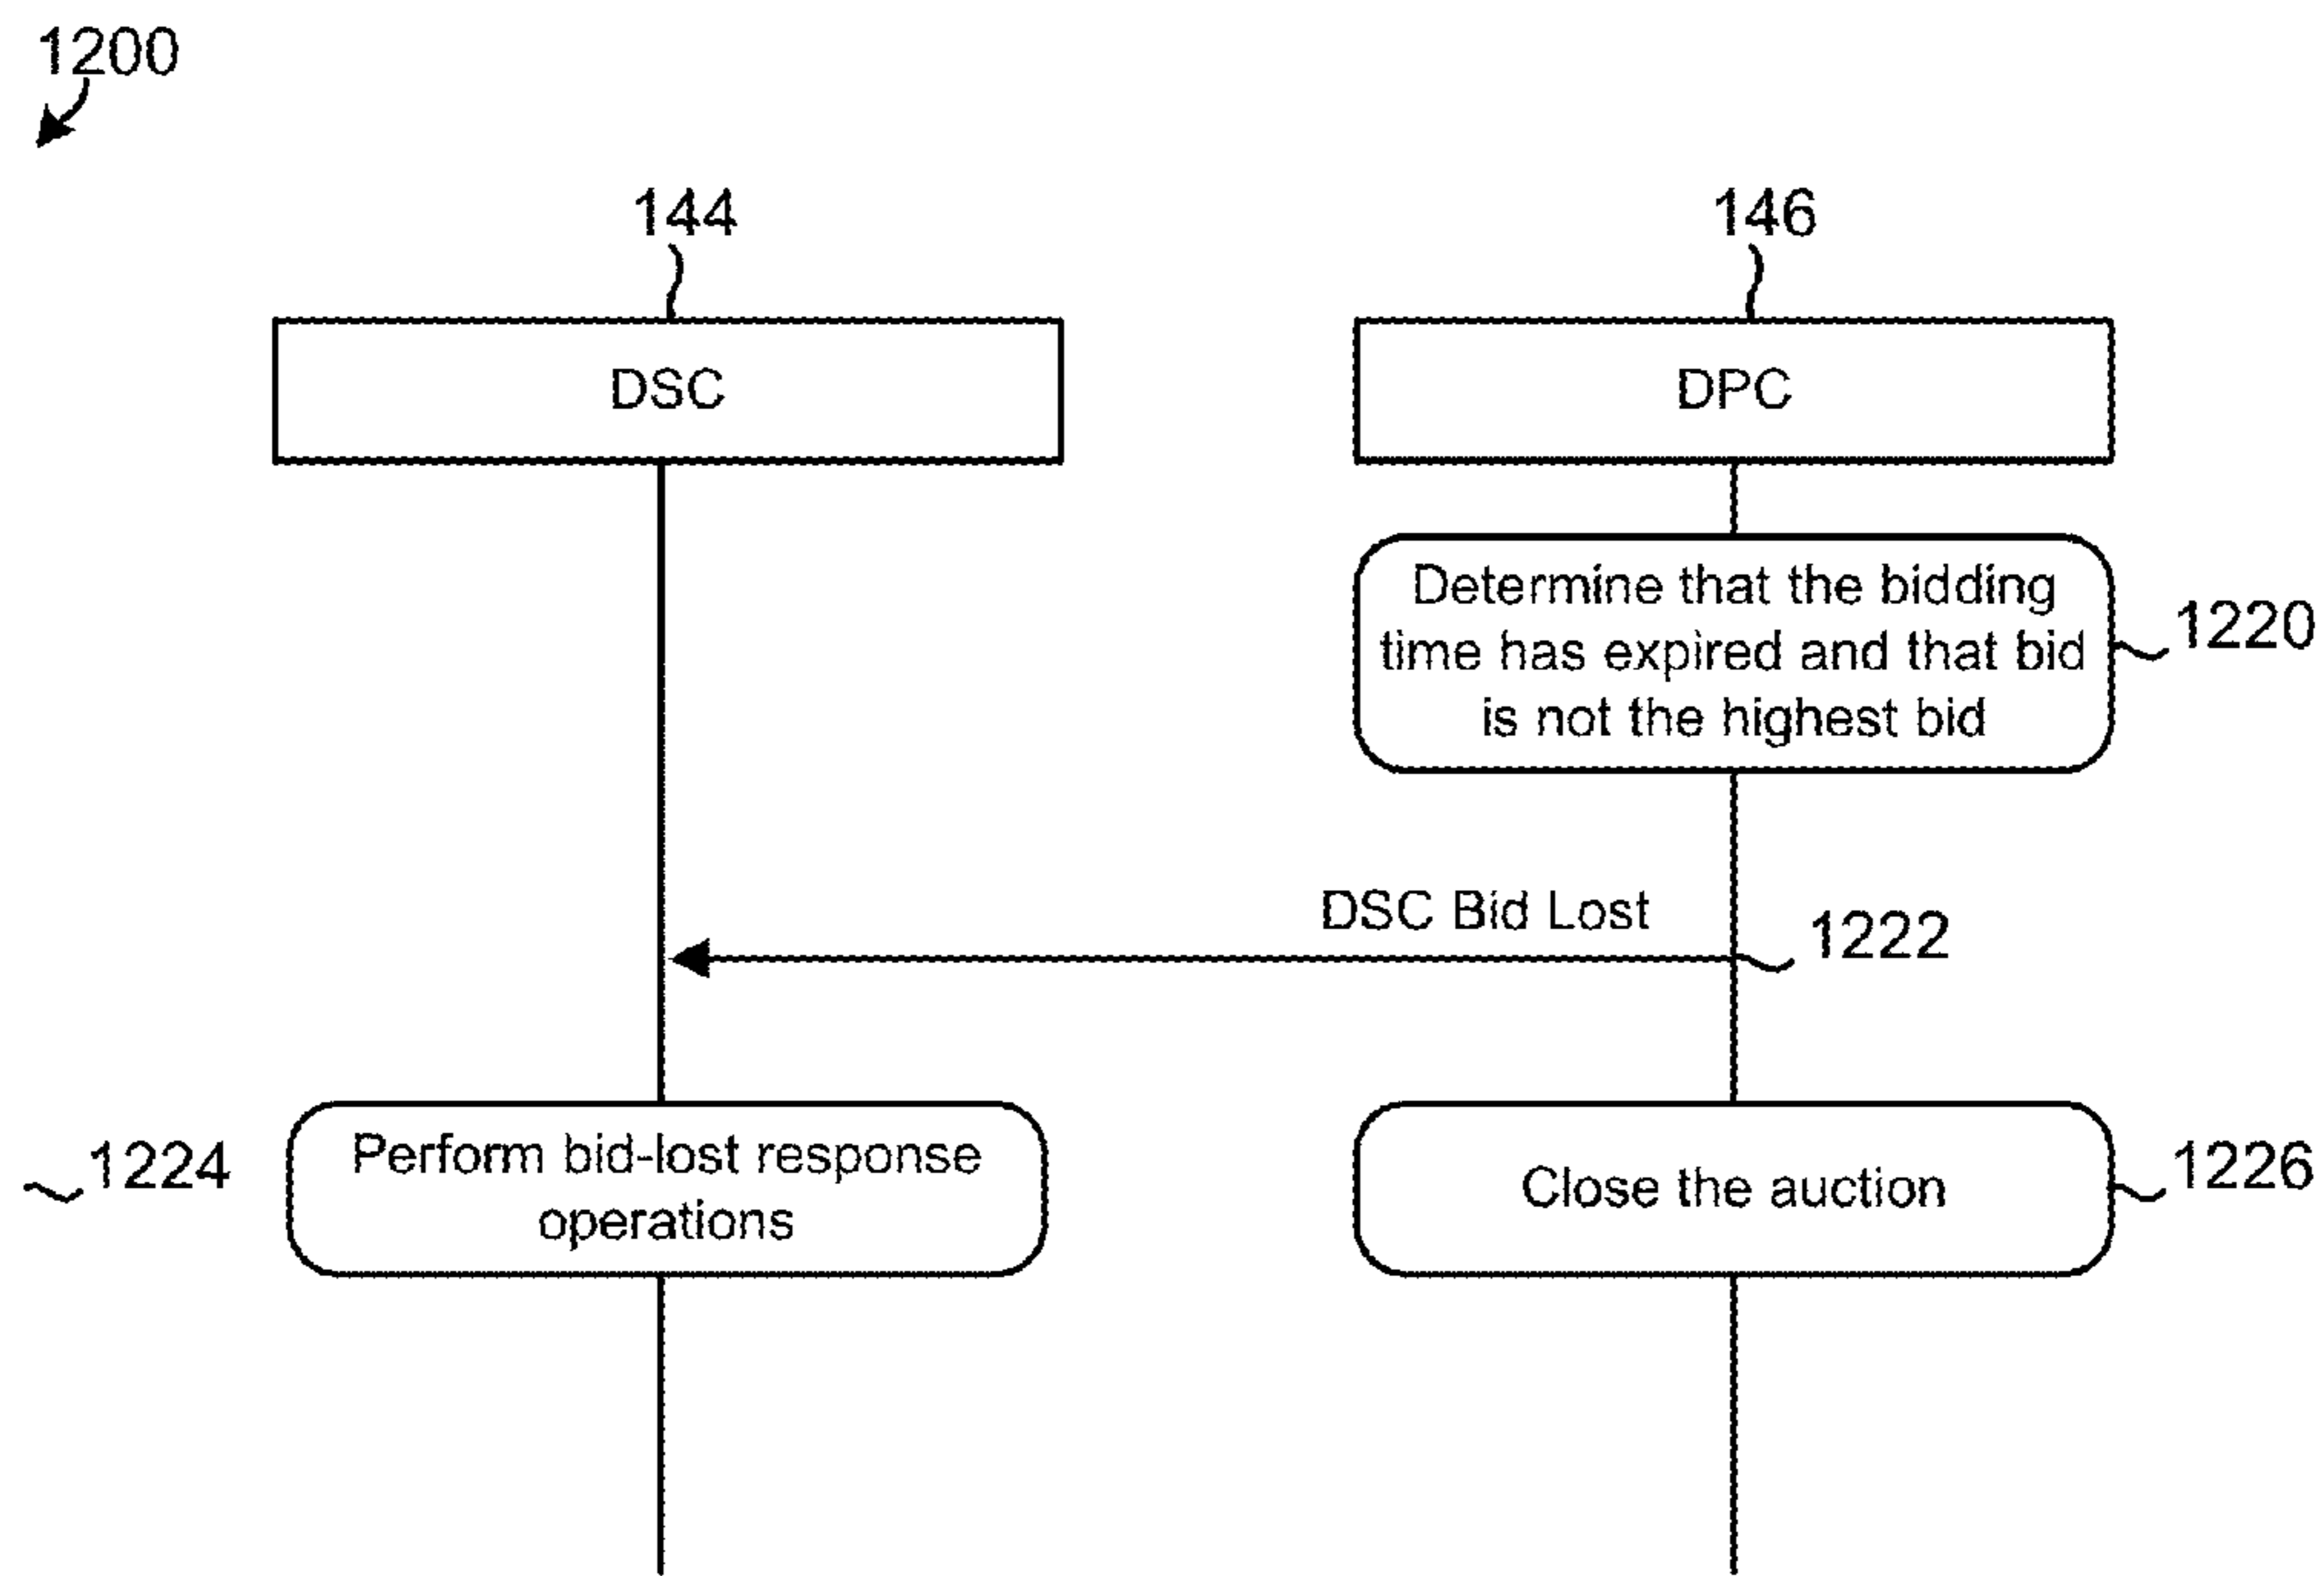 1200
144
146
DSC
DPC
Determine that the bidding
time has expired and that bid
is not the highest bid
1220
DSC Bid Lost
1222
1224
Perform bid-lost response
operations
Close the auction
1226